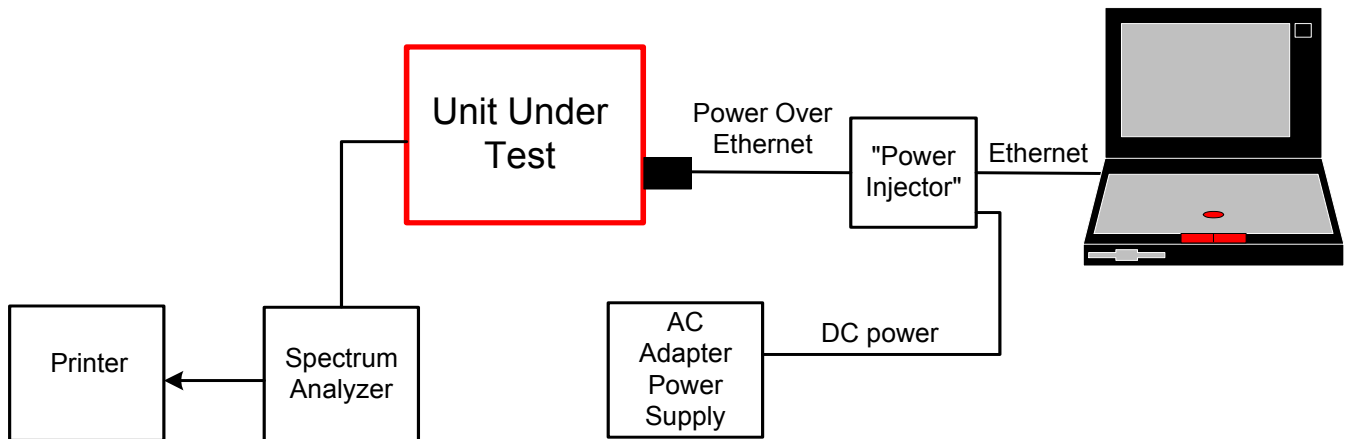 Unit Under
Test
Power Over
Ethernet
"Power
Injector"
Ethernet
Printer
Spectrum
Analyzer
AC
Adapter
Power
Supply
DC power